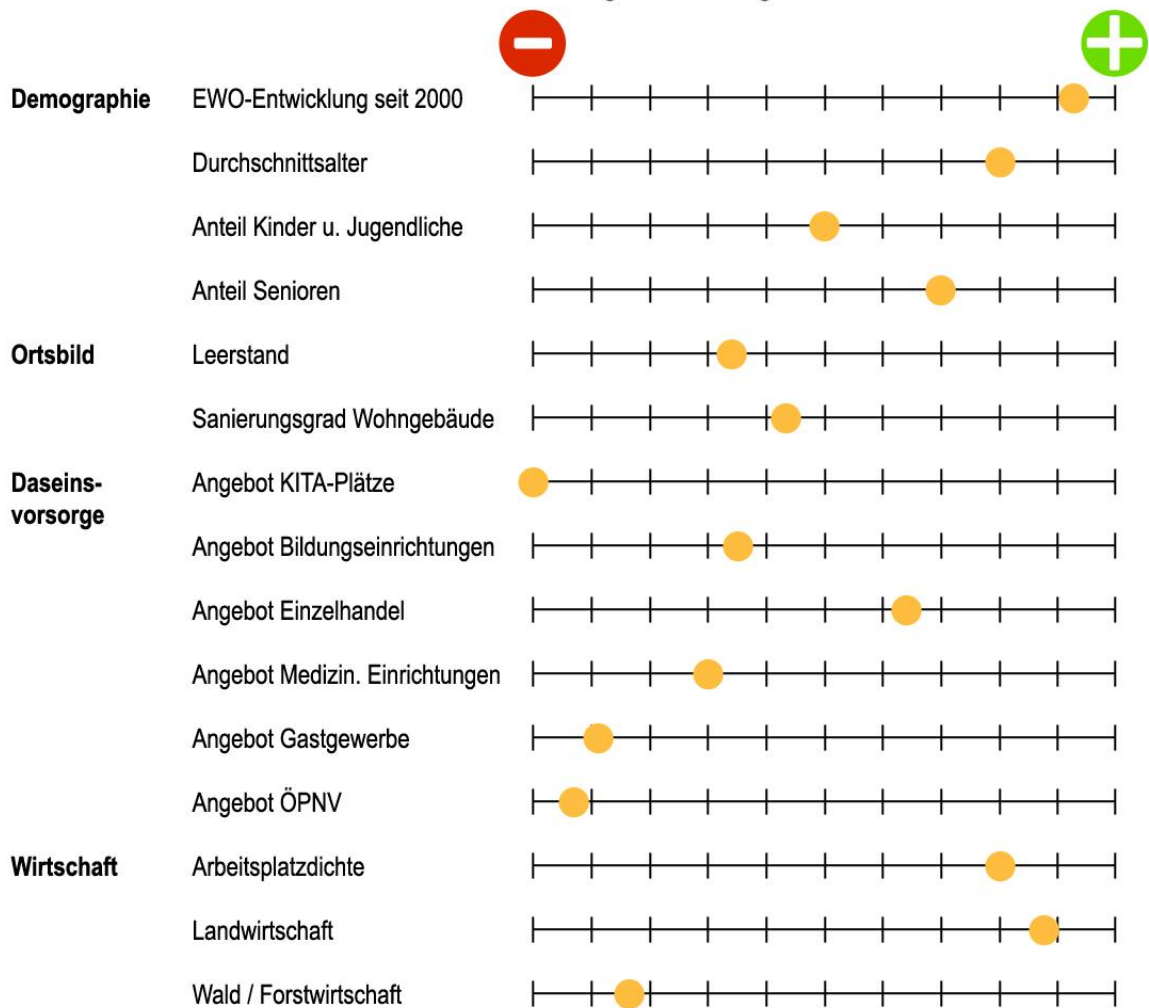 Demographie EWO-Entwicklung seit 2000
Durchschnittsalter
Anteil Kinder u. Jugendliche
Anteil Senioren
Ortsbild Leerstand
Sanierungsgrad Wohngebäude
Daseins- Angebot KITA-Plätze
vorsorge
Angebot Bildungseinrichtungen
Angebot Einzelhandel
Angebot Medizin. Einrichtungen
Angebot Gastgewerbe
Angebot ÖPNV
Wirtschaft Arbeitsplatzdichte
Landwirtschaft
Wald / Forstwirtschaft